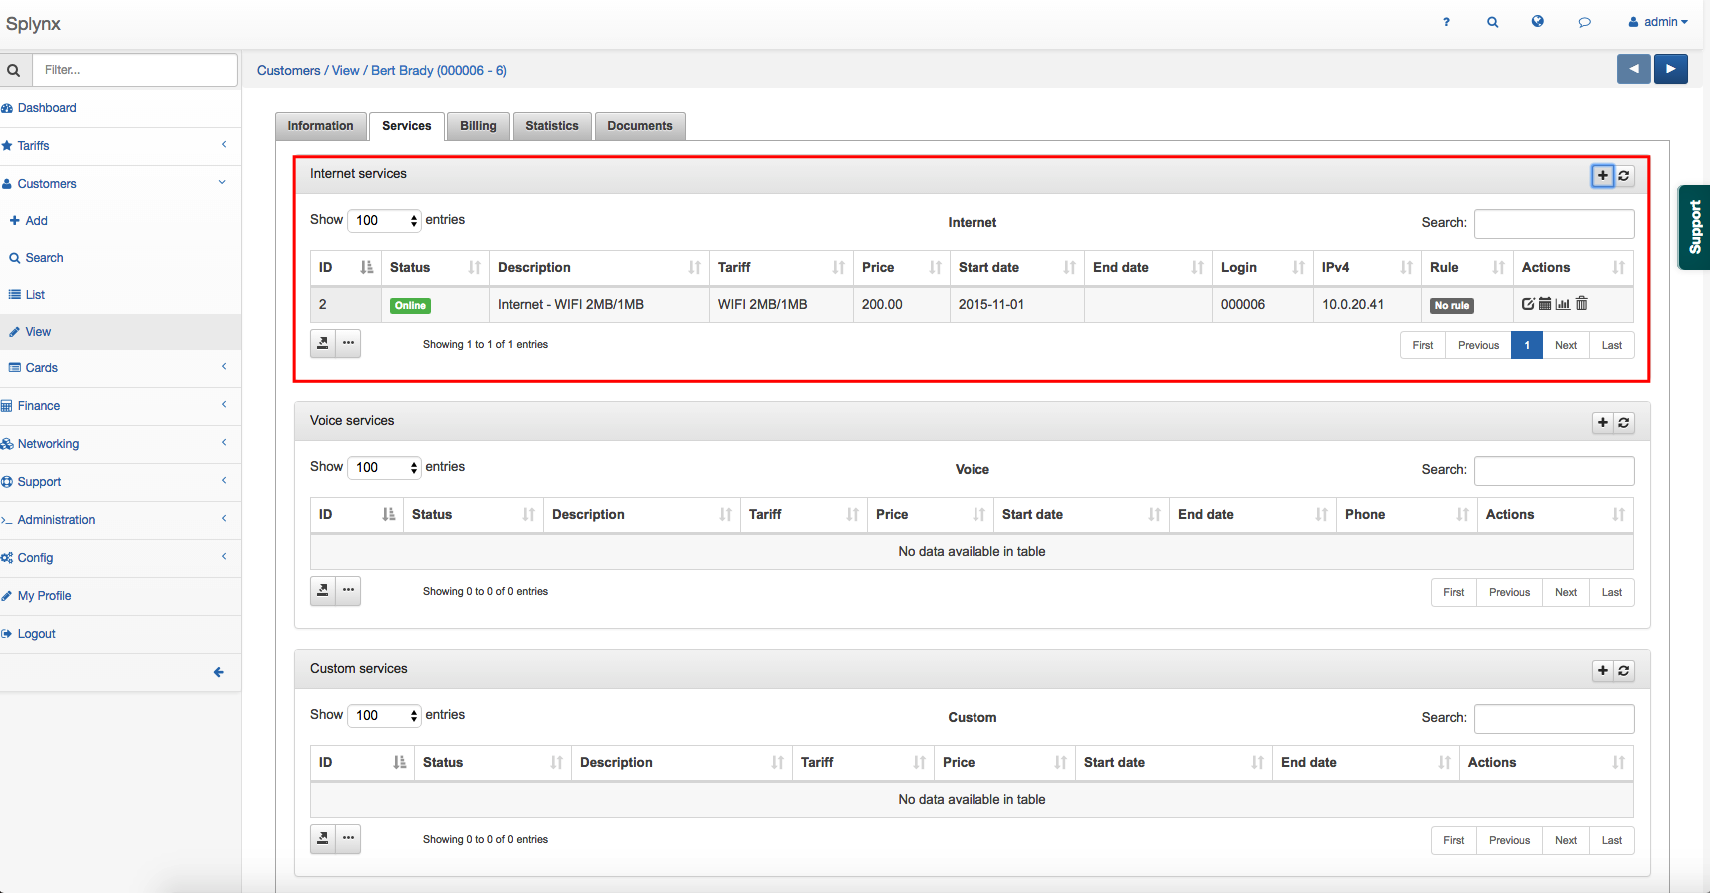 Splynx
? admin
Filter...
Customers / View / Bert Brady (000006 - 6)
Dashboard
Tariffs
Customers
Add
Search
List
View
Cards
Finance
Networking
Support
Administration
Config
My Profile
Logout
Information Services Billing Statistics Documents
Internet services
Show 100 entries Internet Search:
ID Status Description Tariff Price Start date End date Login IPv4 Rule Actions
2 Online Internet - WIFI 2MB/1MB WIFI 2MB/1MB 200.00 2015-11-01 000006 10.0.20.41 No rule
Showing 1 to 1 of 1 entries First Previous 1 Next Last
Voice services
Show 100 entries Voice Search:
ID Status Description Tariff Price Start date End date Phone Actions
No data available in table
Showing 0 to 0 of 0 entries First Previous Next Last
Custom services
Show 100 entries Custom Search:
ID Status Description Tariff Price Start date End date Actions
No data available in table
Showing 0 to 0 of 0 entries First Previous Next Last
Support